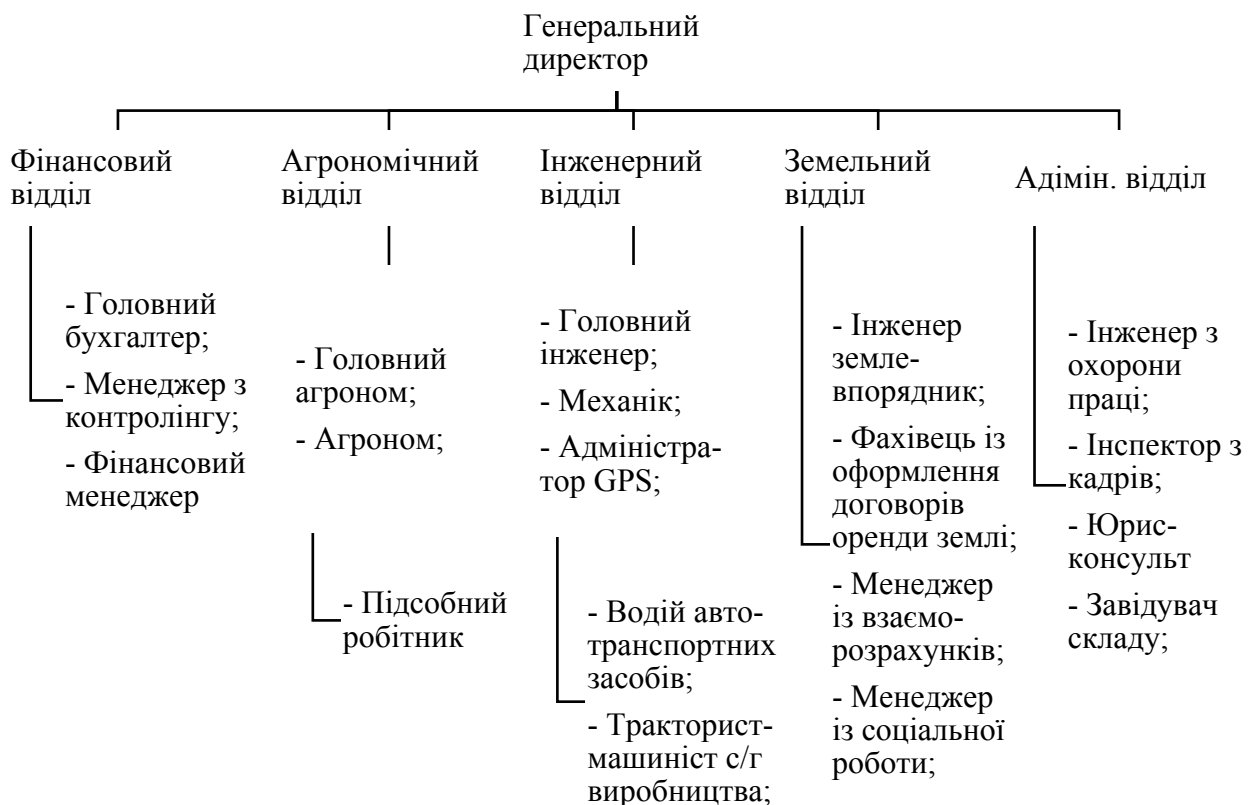 Генеральний
директор
Фінансовий
відділ
Агрономічний
відділ
Інженерний
відділ
Земельний
відділ
Адімін. відділ
- Головний
бухгалтер;
- Менеджер з
контролінгу;
- Фінансовий
менеджер
- Головний
агроном;
- Агроном;
- Підсобний
робітник
- Головний
інженер;
- Механік;
- Адміністра-
тор GPS;
- Водій авто-
транспортних
засобів;
- Тракторист-
машиніст с/г
виробництва;
- Інженер
земле-
впорядник;
- Фахівець із
оформлення
договорів
оренди землі;
- Менеджер
із взаємо-
розрахунків;
- Менеджер
із соціальної
роботи;
- Інженер з
охорони
праці;
- Інспектор з
кадрів;
- Юрис-
консульт
- Завідувач
складу;